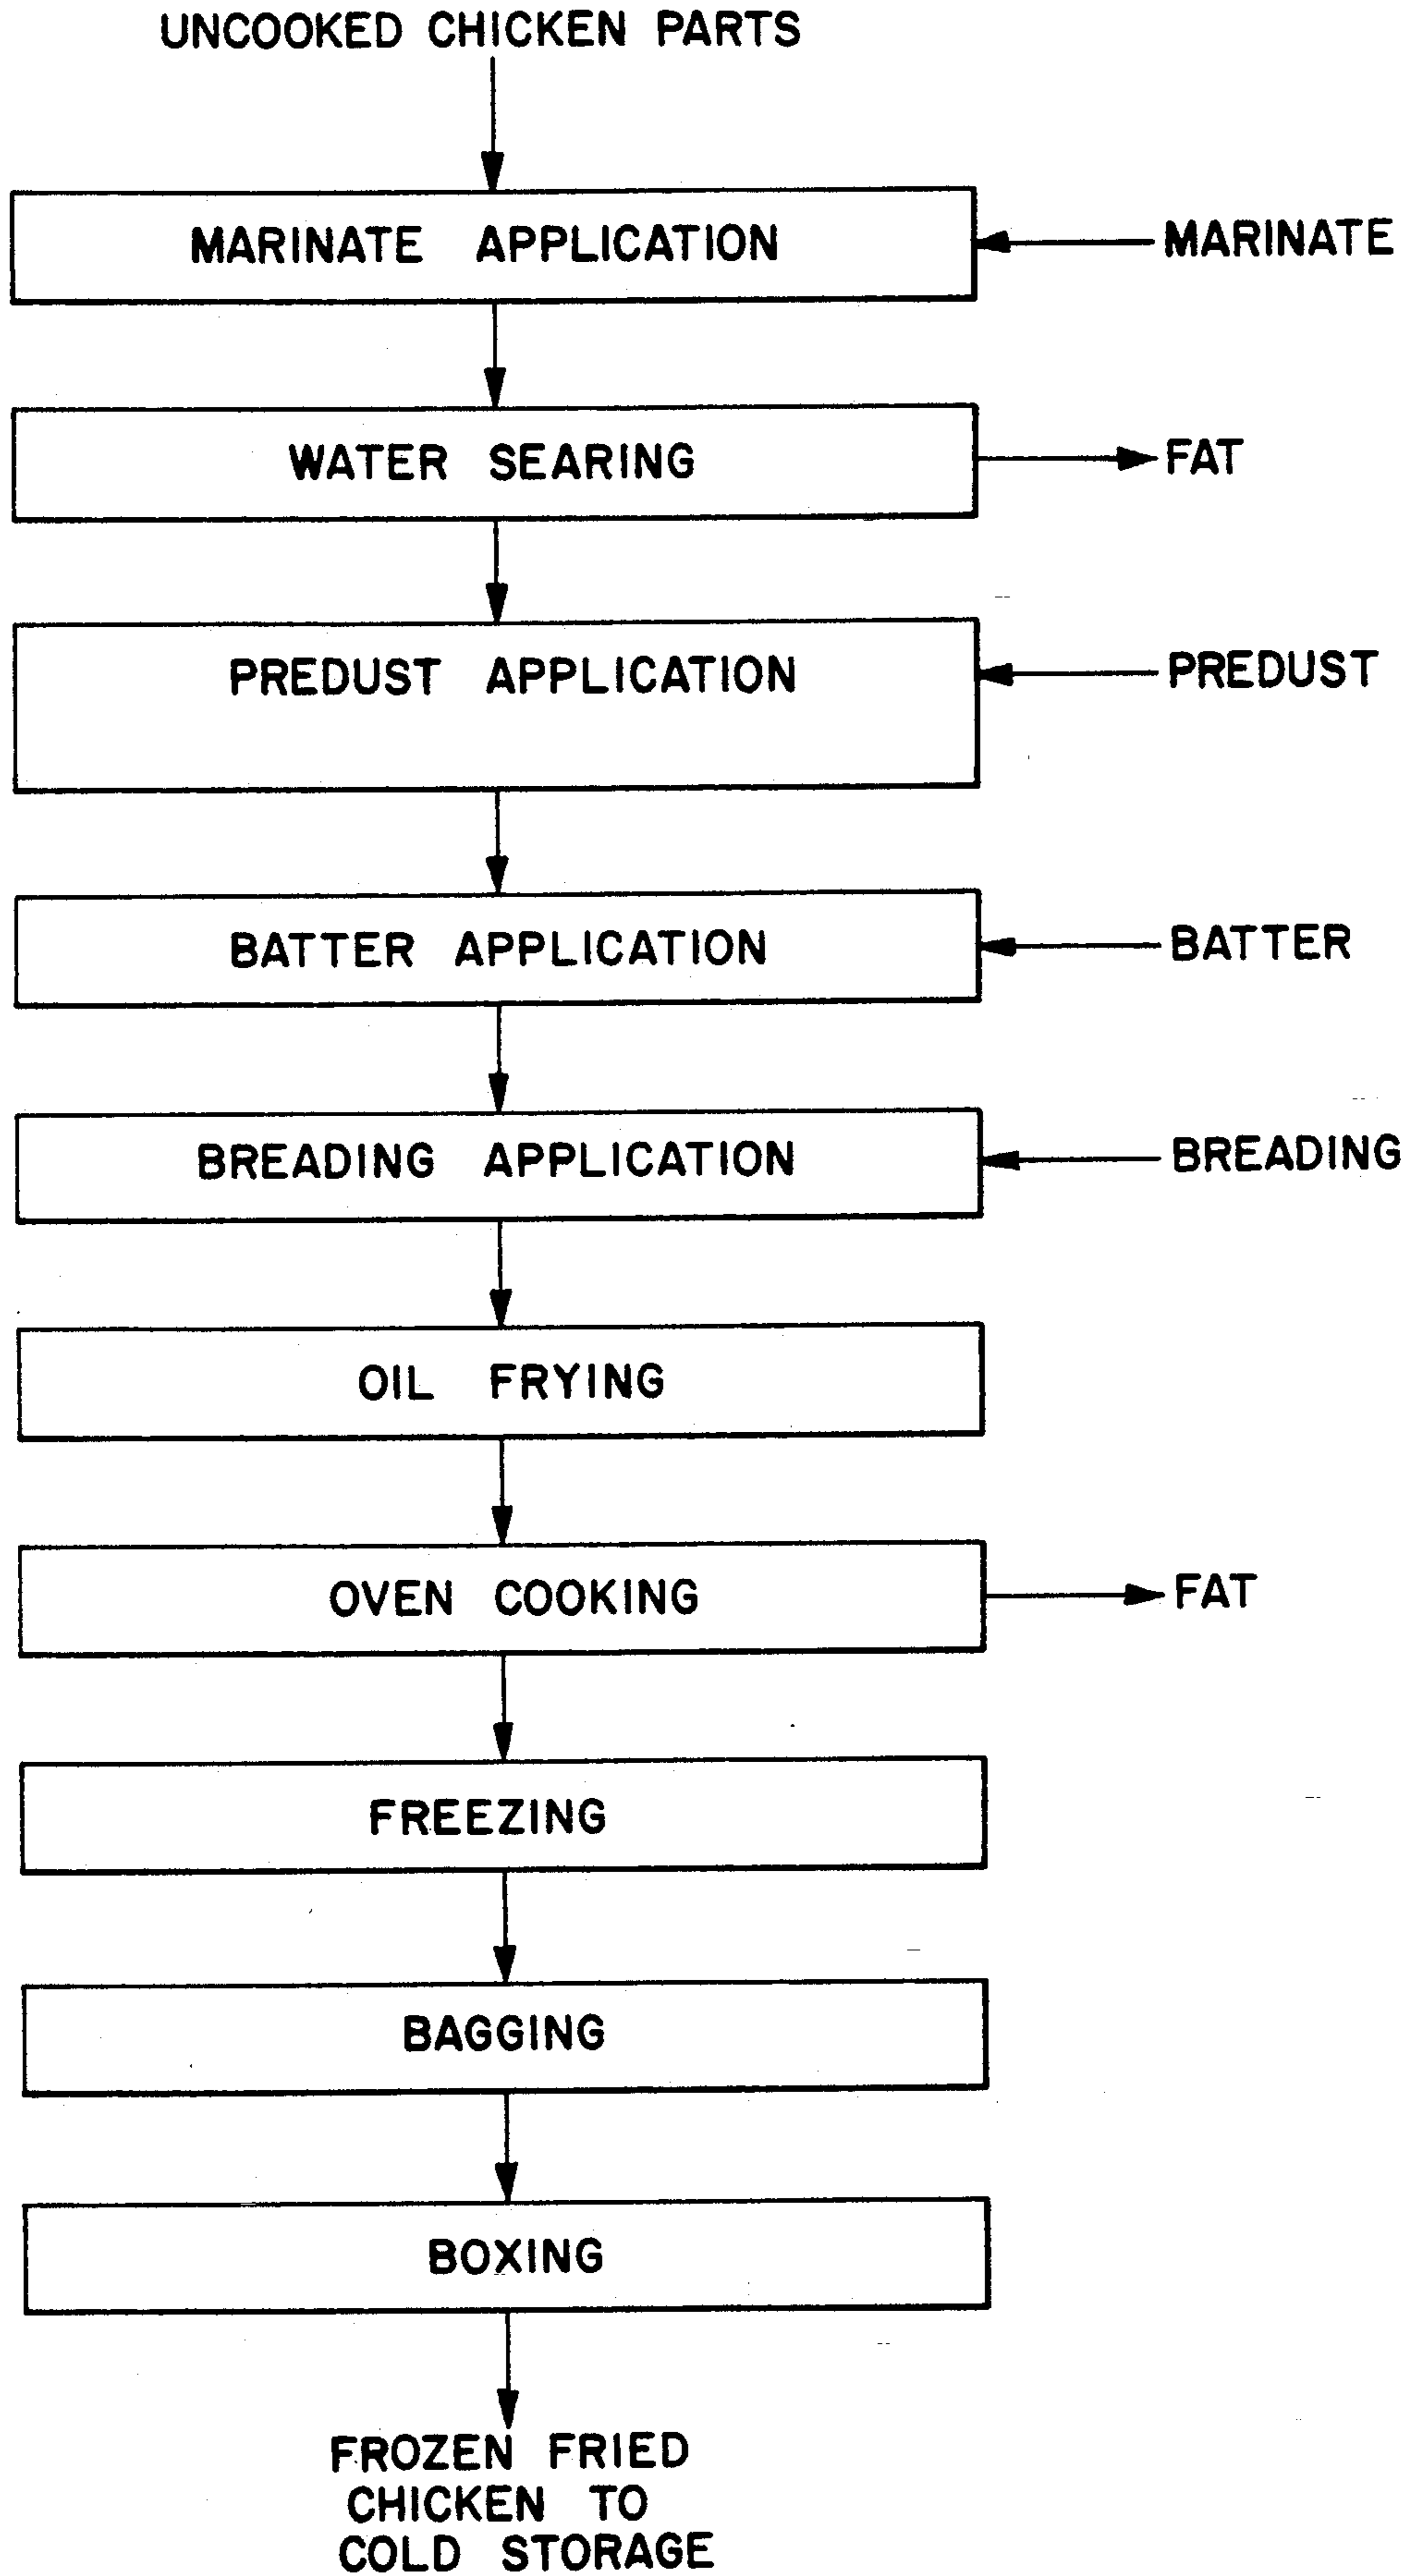 UNCOOKED CHICKEN PARTS
MARINATE APPLICATION
MARINATE
WATER SEARING
FAT
PREDUST APPLICATION
PREDUST
BATTER APPLICATION
BATTER
BREADING APPLICATION
BREADING
OIL FRYING
OVEN COOKING
FAT
FREEZING
BAGGING
BOXING
FROZEN FRIED
CHICKEN TO
COLD STORAGE